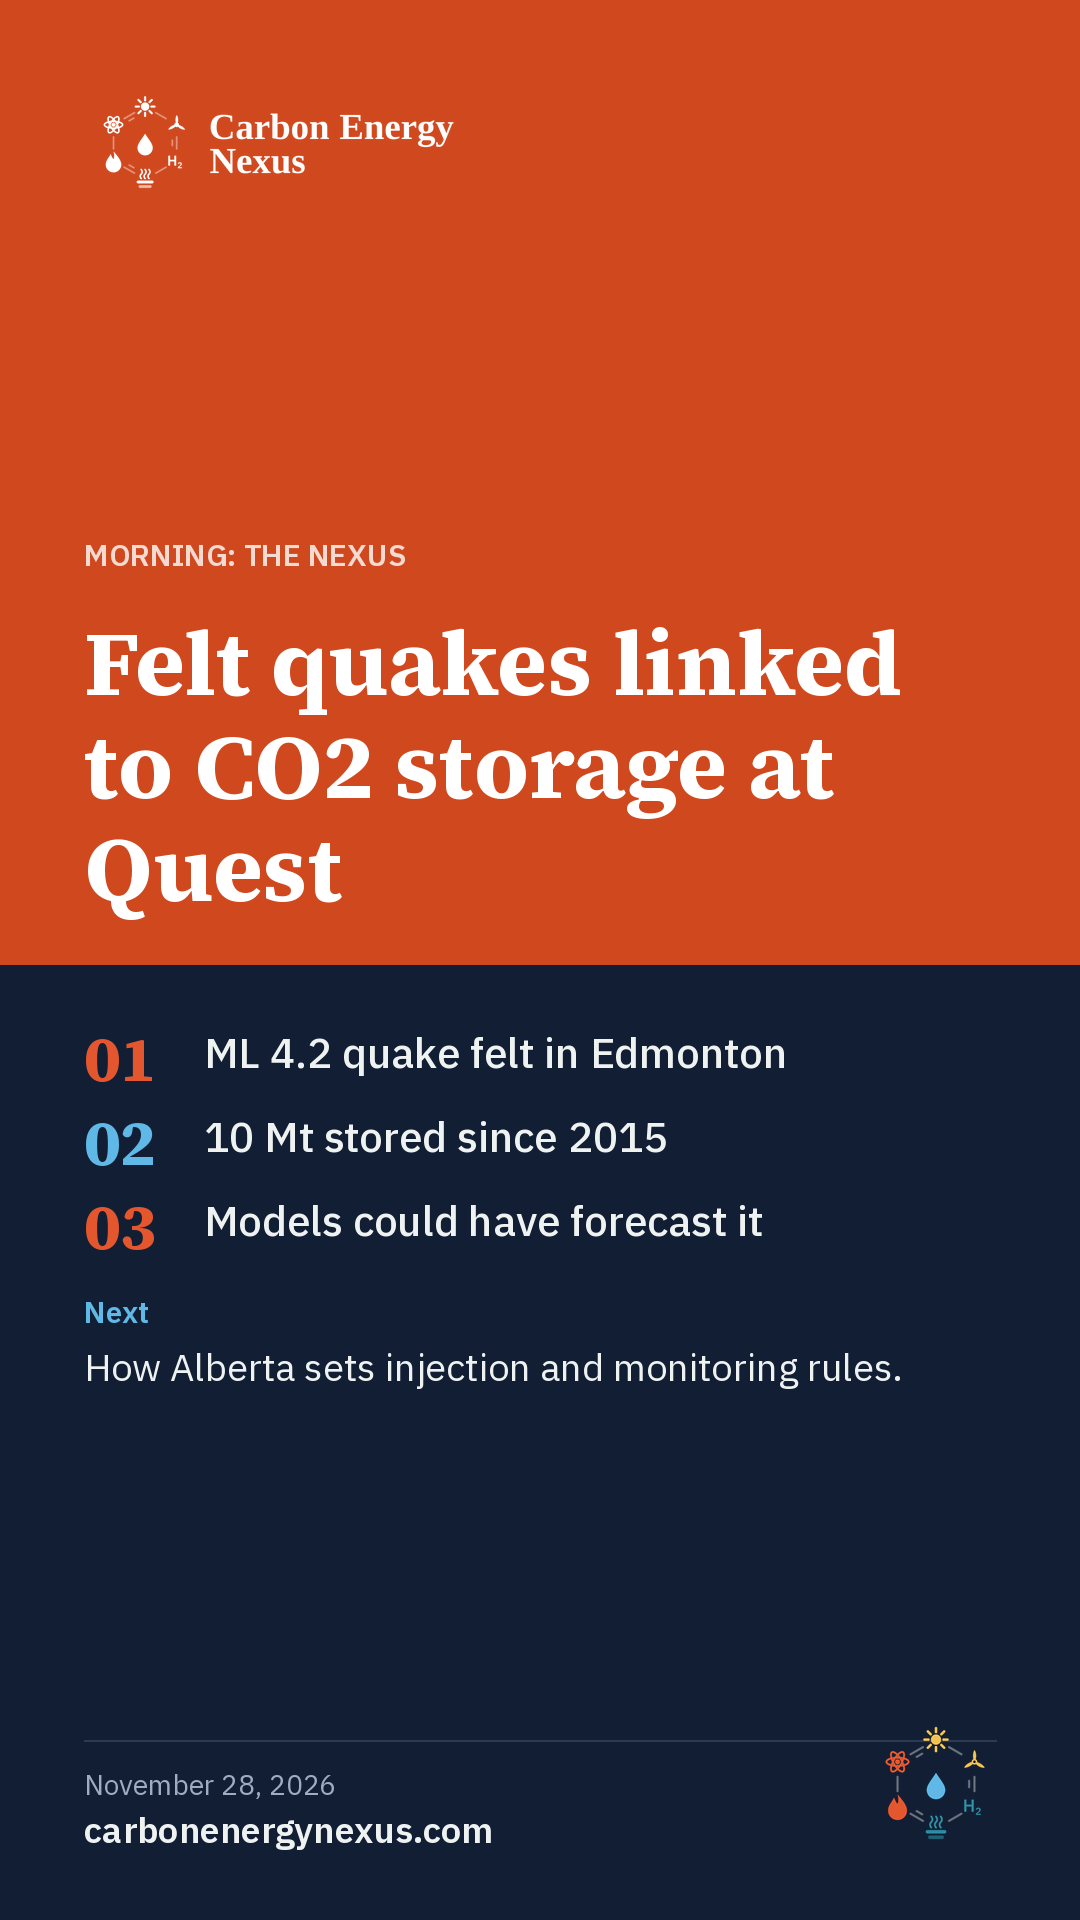 Carbon Energy
Nexus
H2
MORNING: THE NEXUS
Felt quakes linked
to CO2 storage at
Quest
01 ML 4.2 quake felt in Edmonton
02 10 Mt stored since 2015
03 Models could have forecast it
Next
How Alberta sets injection and monitoring rules.
November 28, 2026
carbonenergynexus.com
H2